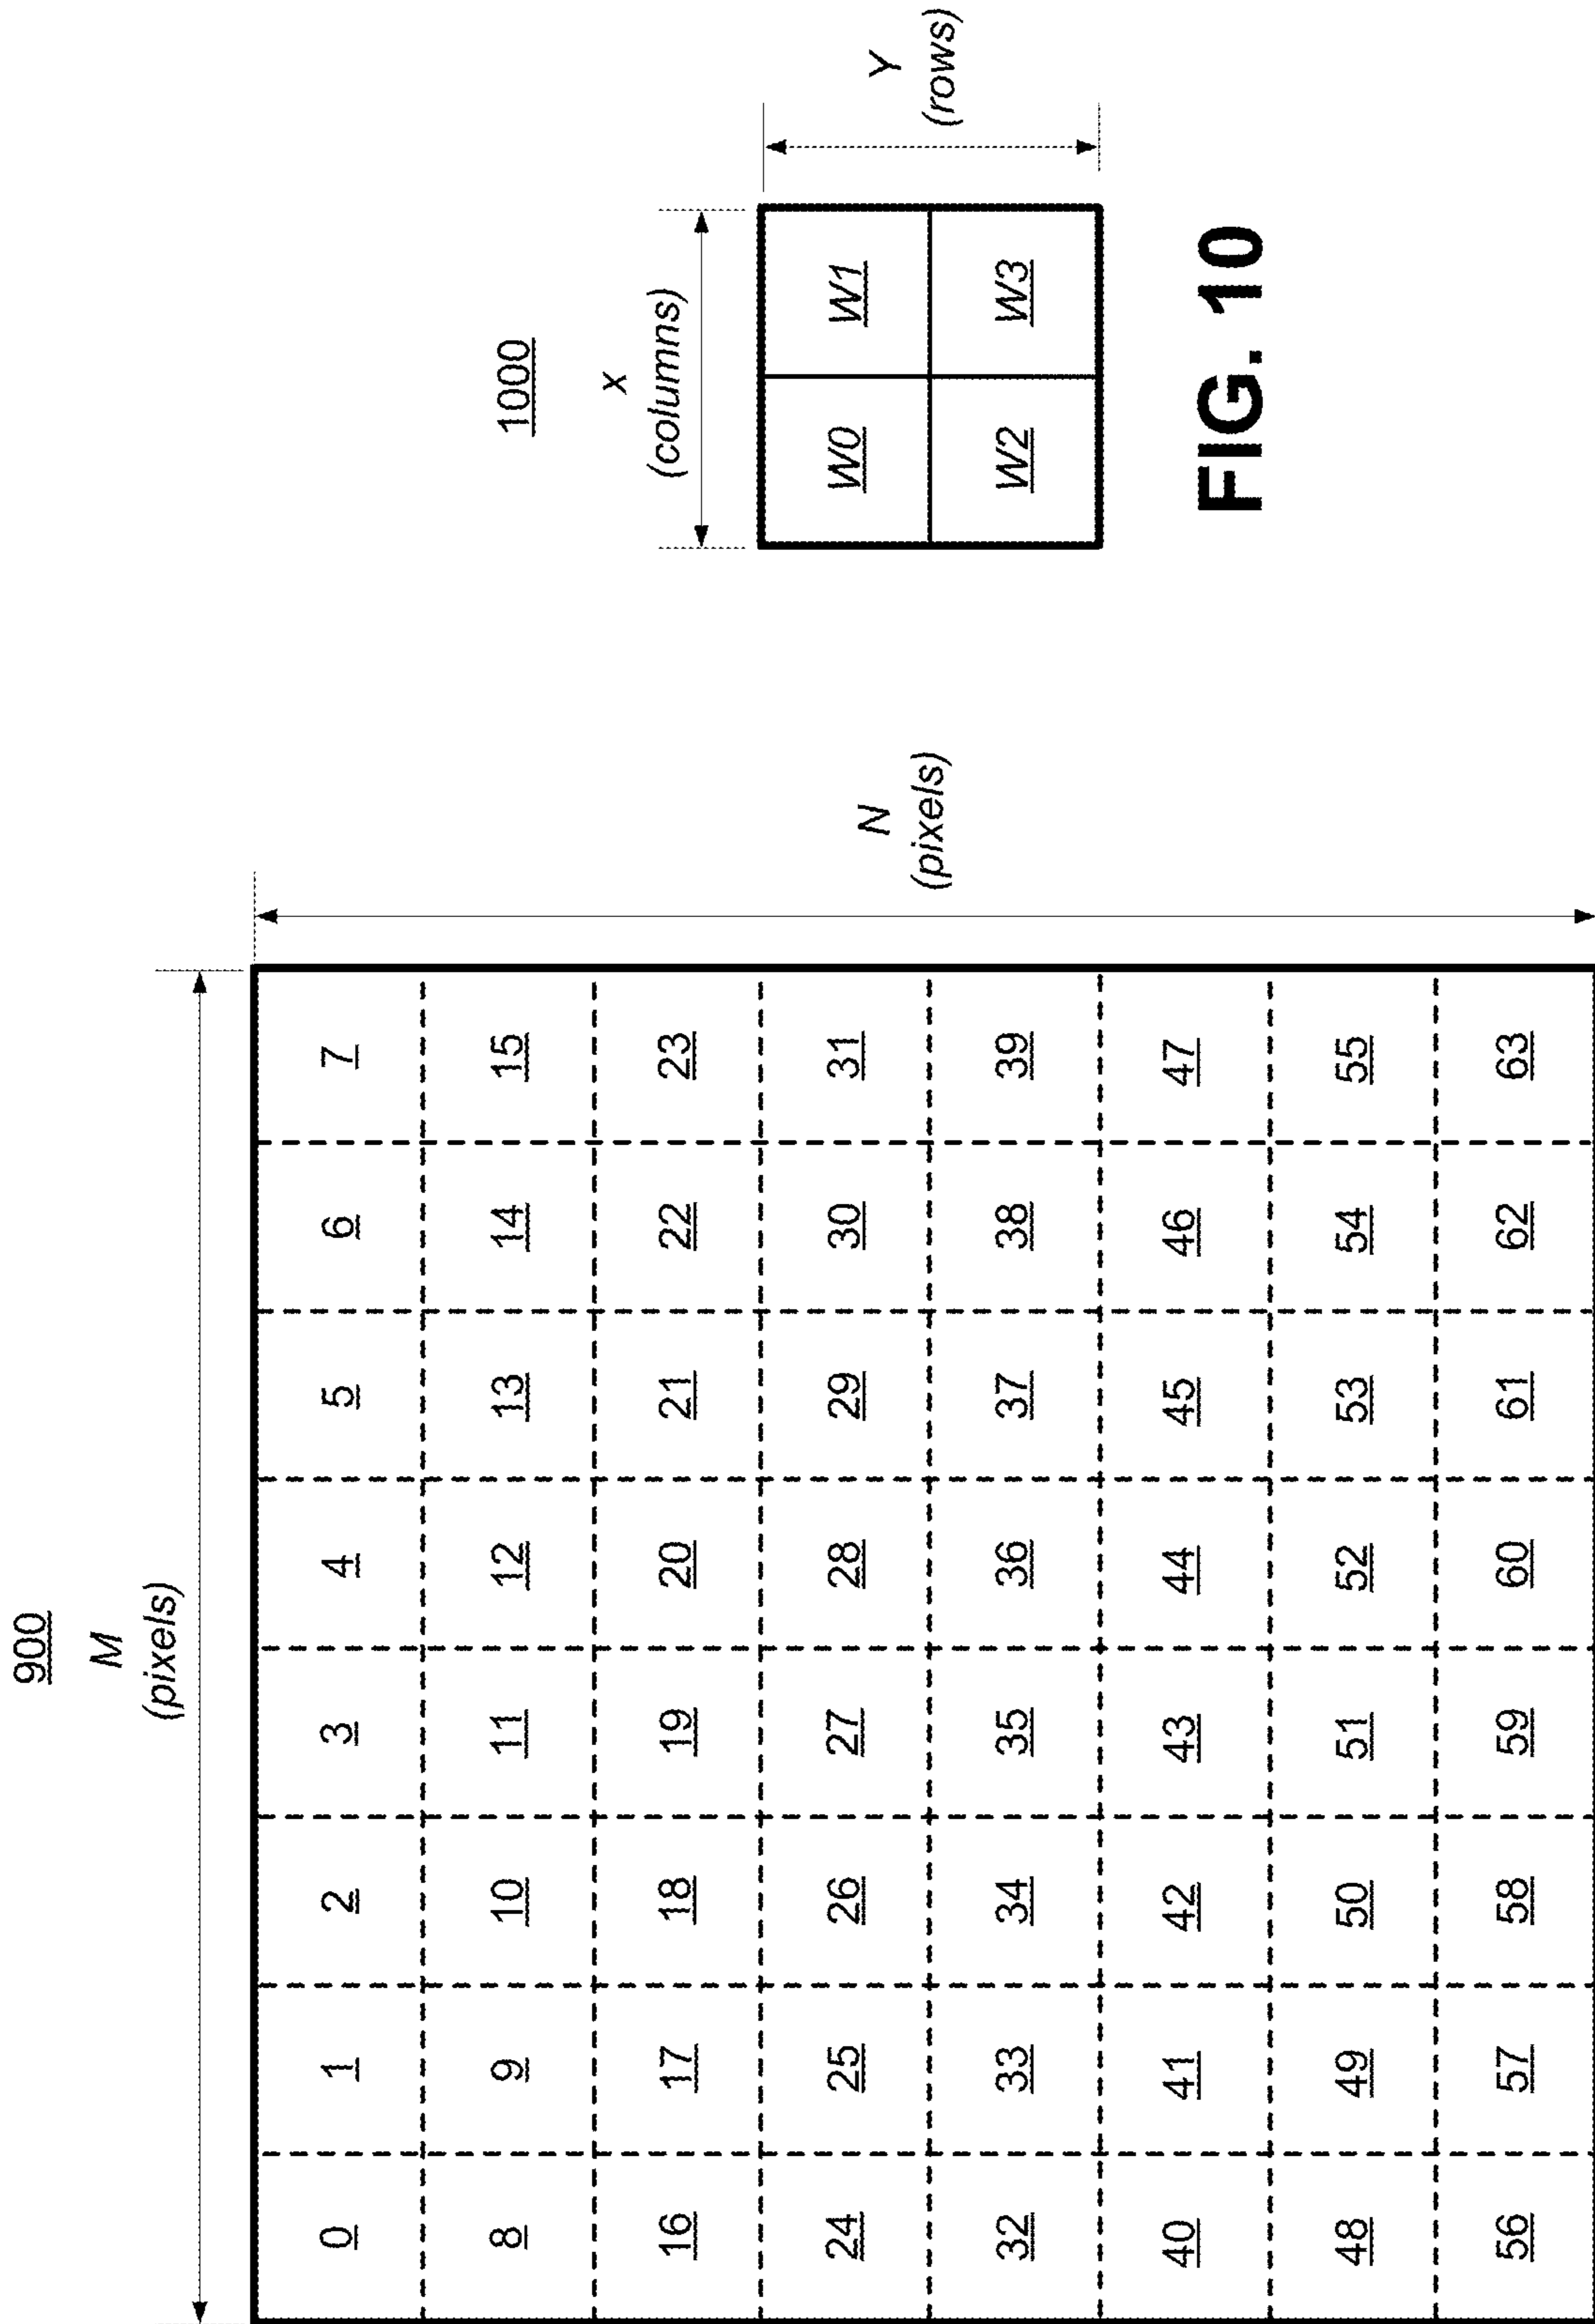 900
M
(pixels)
0 1 2 3 4 5 6 7
8 9 10 11 12 13 14 15
16 17 18 19 20 21 22 23
24 25 26 27 28 29 30 31
32 33 34 35 36 37 38 39
40 41 42 43 44 45 46 47
48 49 50 51 52 53 54 55
56 57 58 59 60 61 62 63
N
(pixels)
1000
x
(columns)
W0 W1
W2 W3
Y
(rows)
FIG. 10